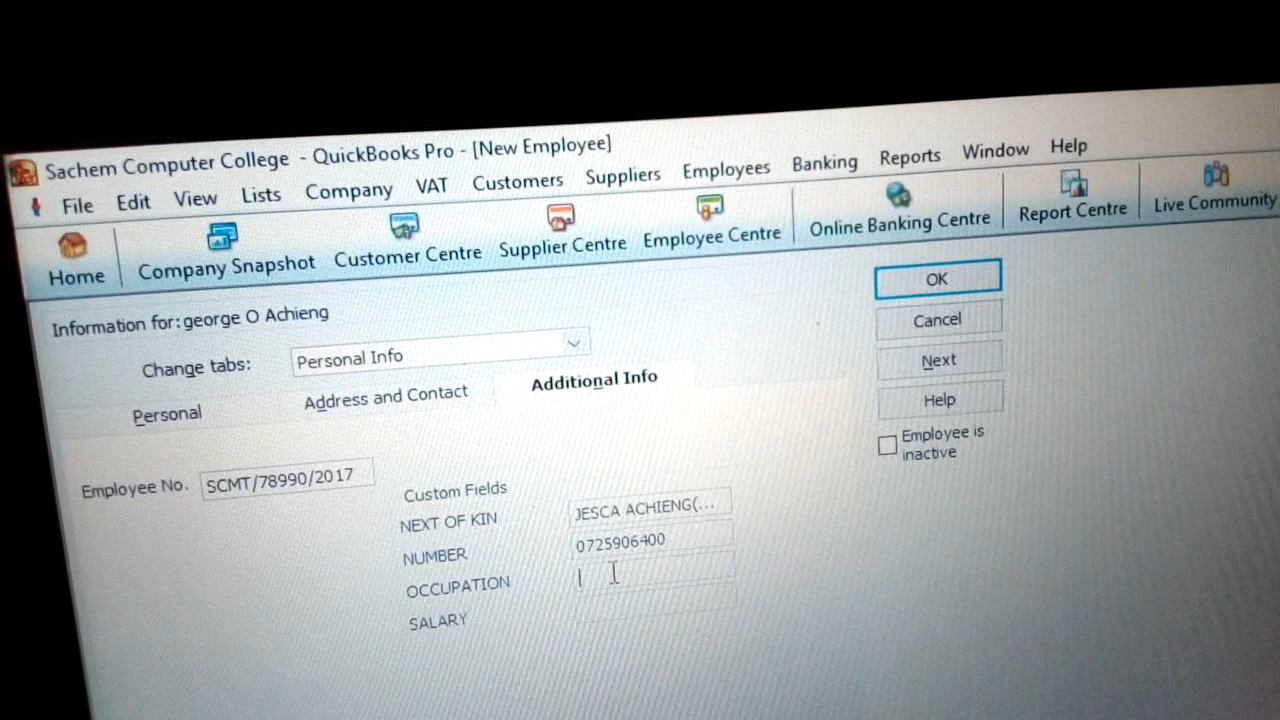 Sachem Computer College - QuickBooks Pro - [New Employee]
File Edit View Lists Company VAT Customers Suppliers Employees Banking Reports Window Help
Home Company Snapshot Customer Centre Supplier Centre Employee Centre Online Banking Centre Report Centre Live Community
Information for: george O Achieng
OK
Change tabs: Personal Info
Cancel
Personal Address and Contact Additional Info
Next
Help
Employee is
inactive
Employee No. SCMT/78990/2017
Custom Fields
NEXT OF KIN JESCA ACHIENG(...
NUMBER 0725906400
OCCUPATION
SALARY